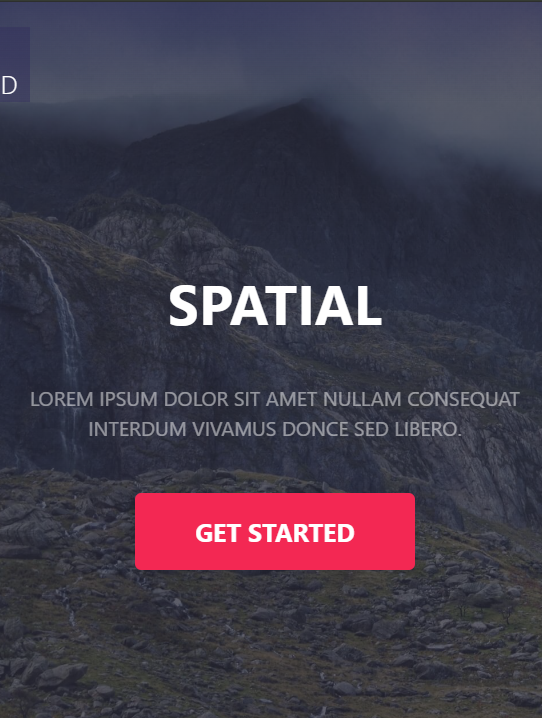 D
SPATIAL
LOREM IPSUM DOLOR SIT AMET NULLAM CONSEQUAT
INTERDUM VIVAMUS DONCE SED LIBERO.
GET STARTED